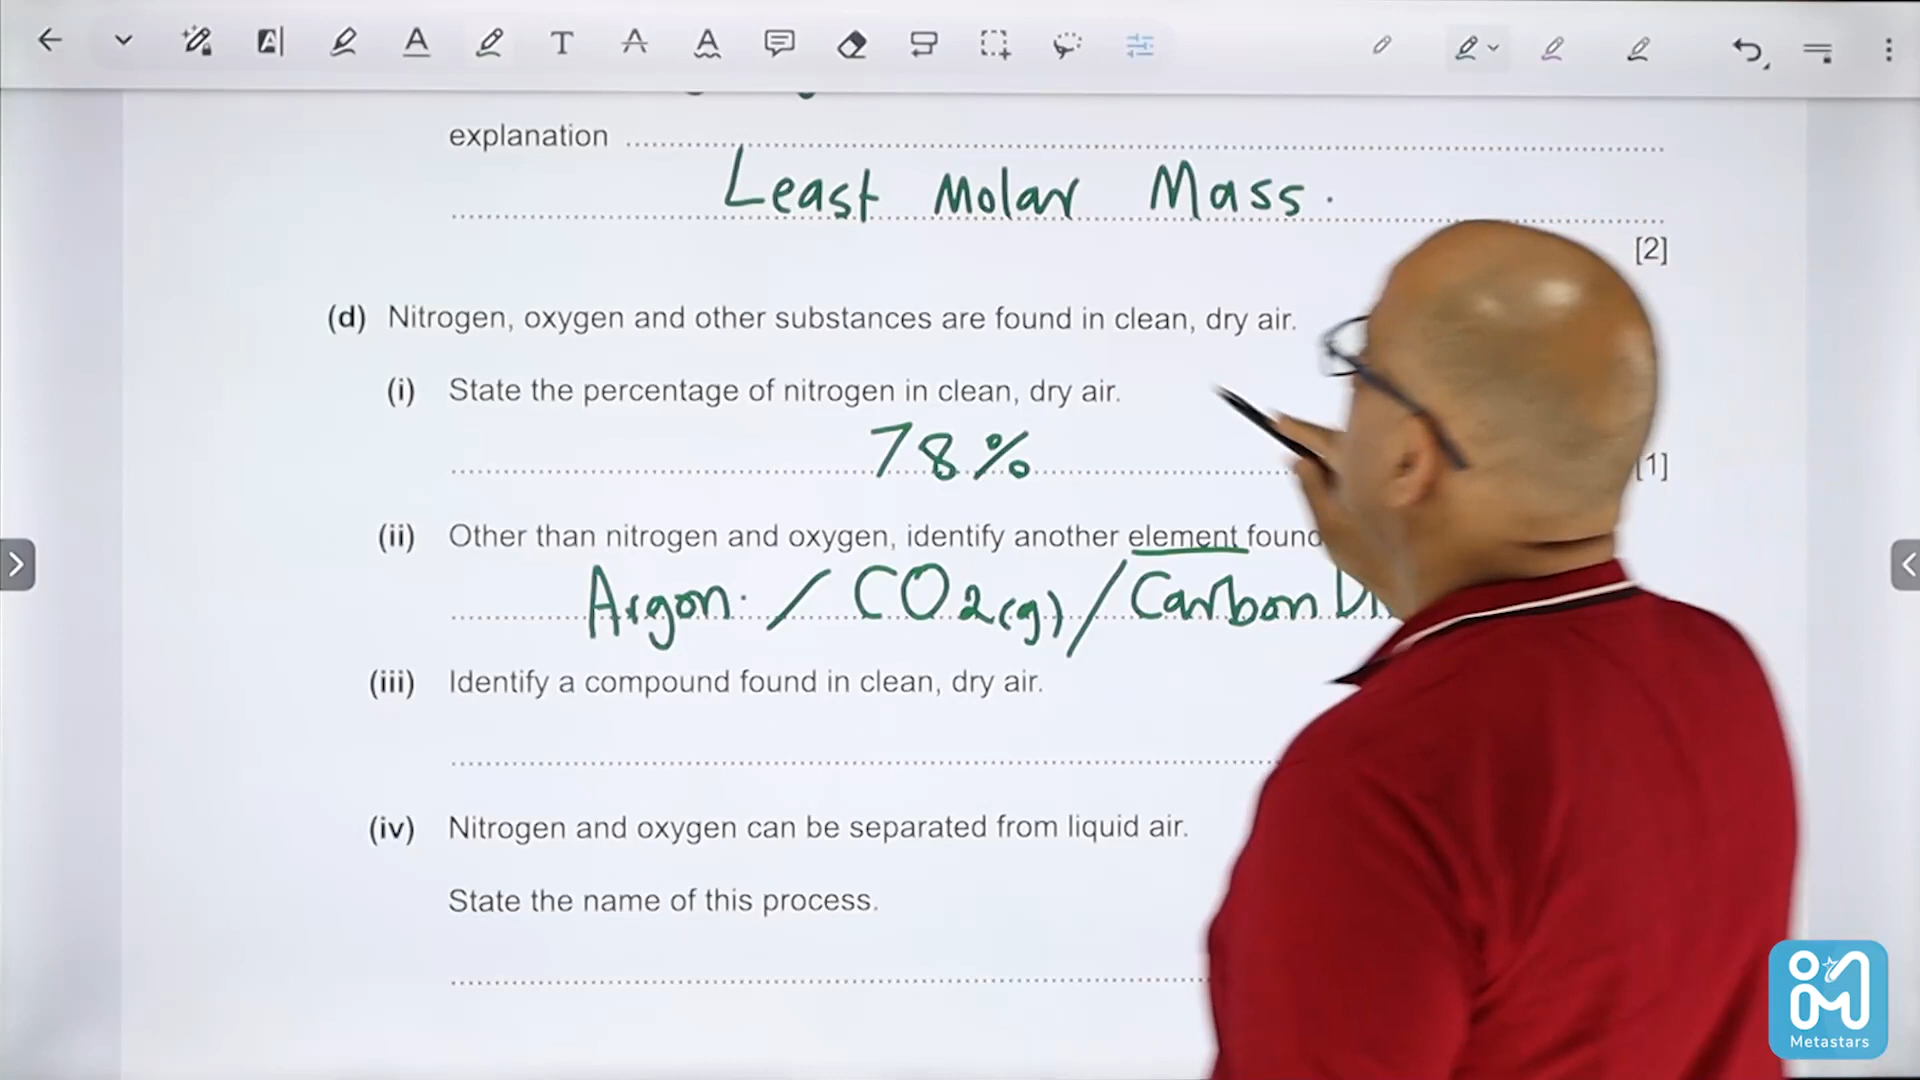 explanation
Least Molar Mass.
[2]
(d) Nitrogen, oxygen and other substances are found in clean, dry air.
(i) State the percentage of nitrogen in clean, dry air.
78%
[1]
(ii) Other than nitrogen and oxygen, identify another element found
Argon. / CO2(g) / Carbon
(iii) Identify a compound found in clean, dry air.
(iv) Nitrogen and oxygen can be separated from liquid air.
State the name of this process.
Metastars